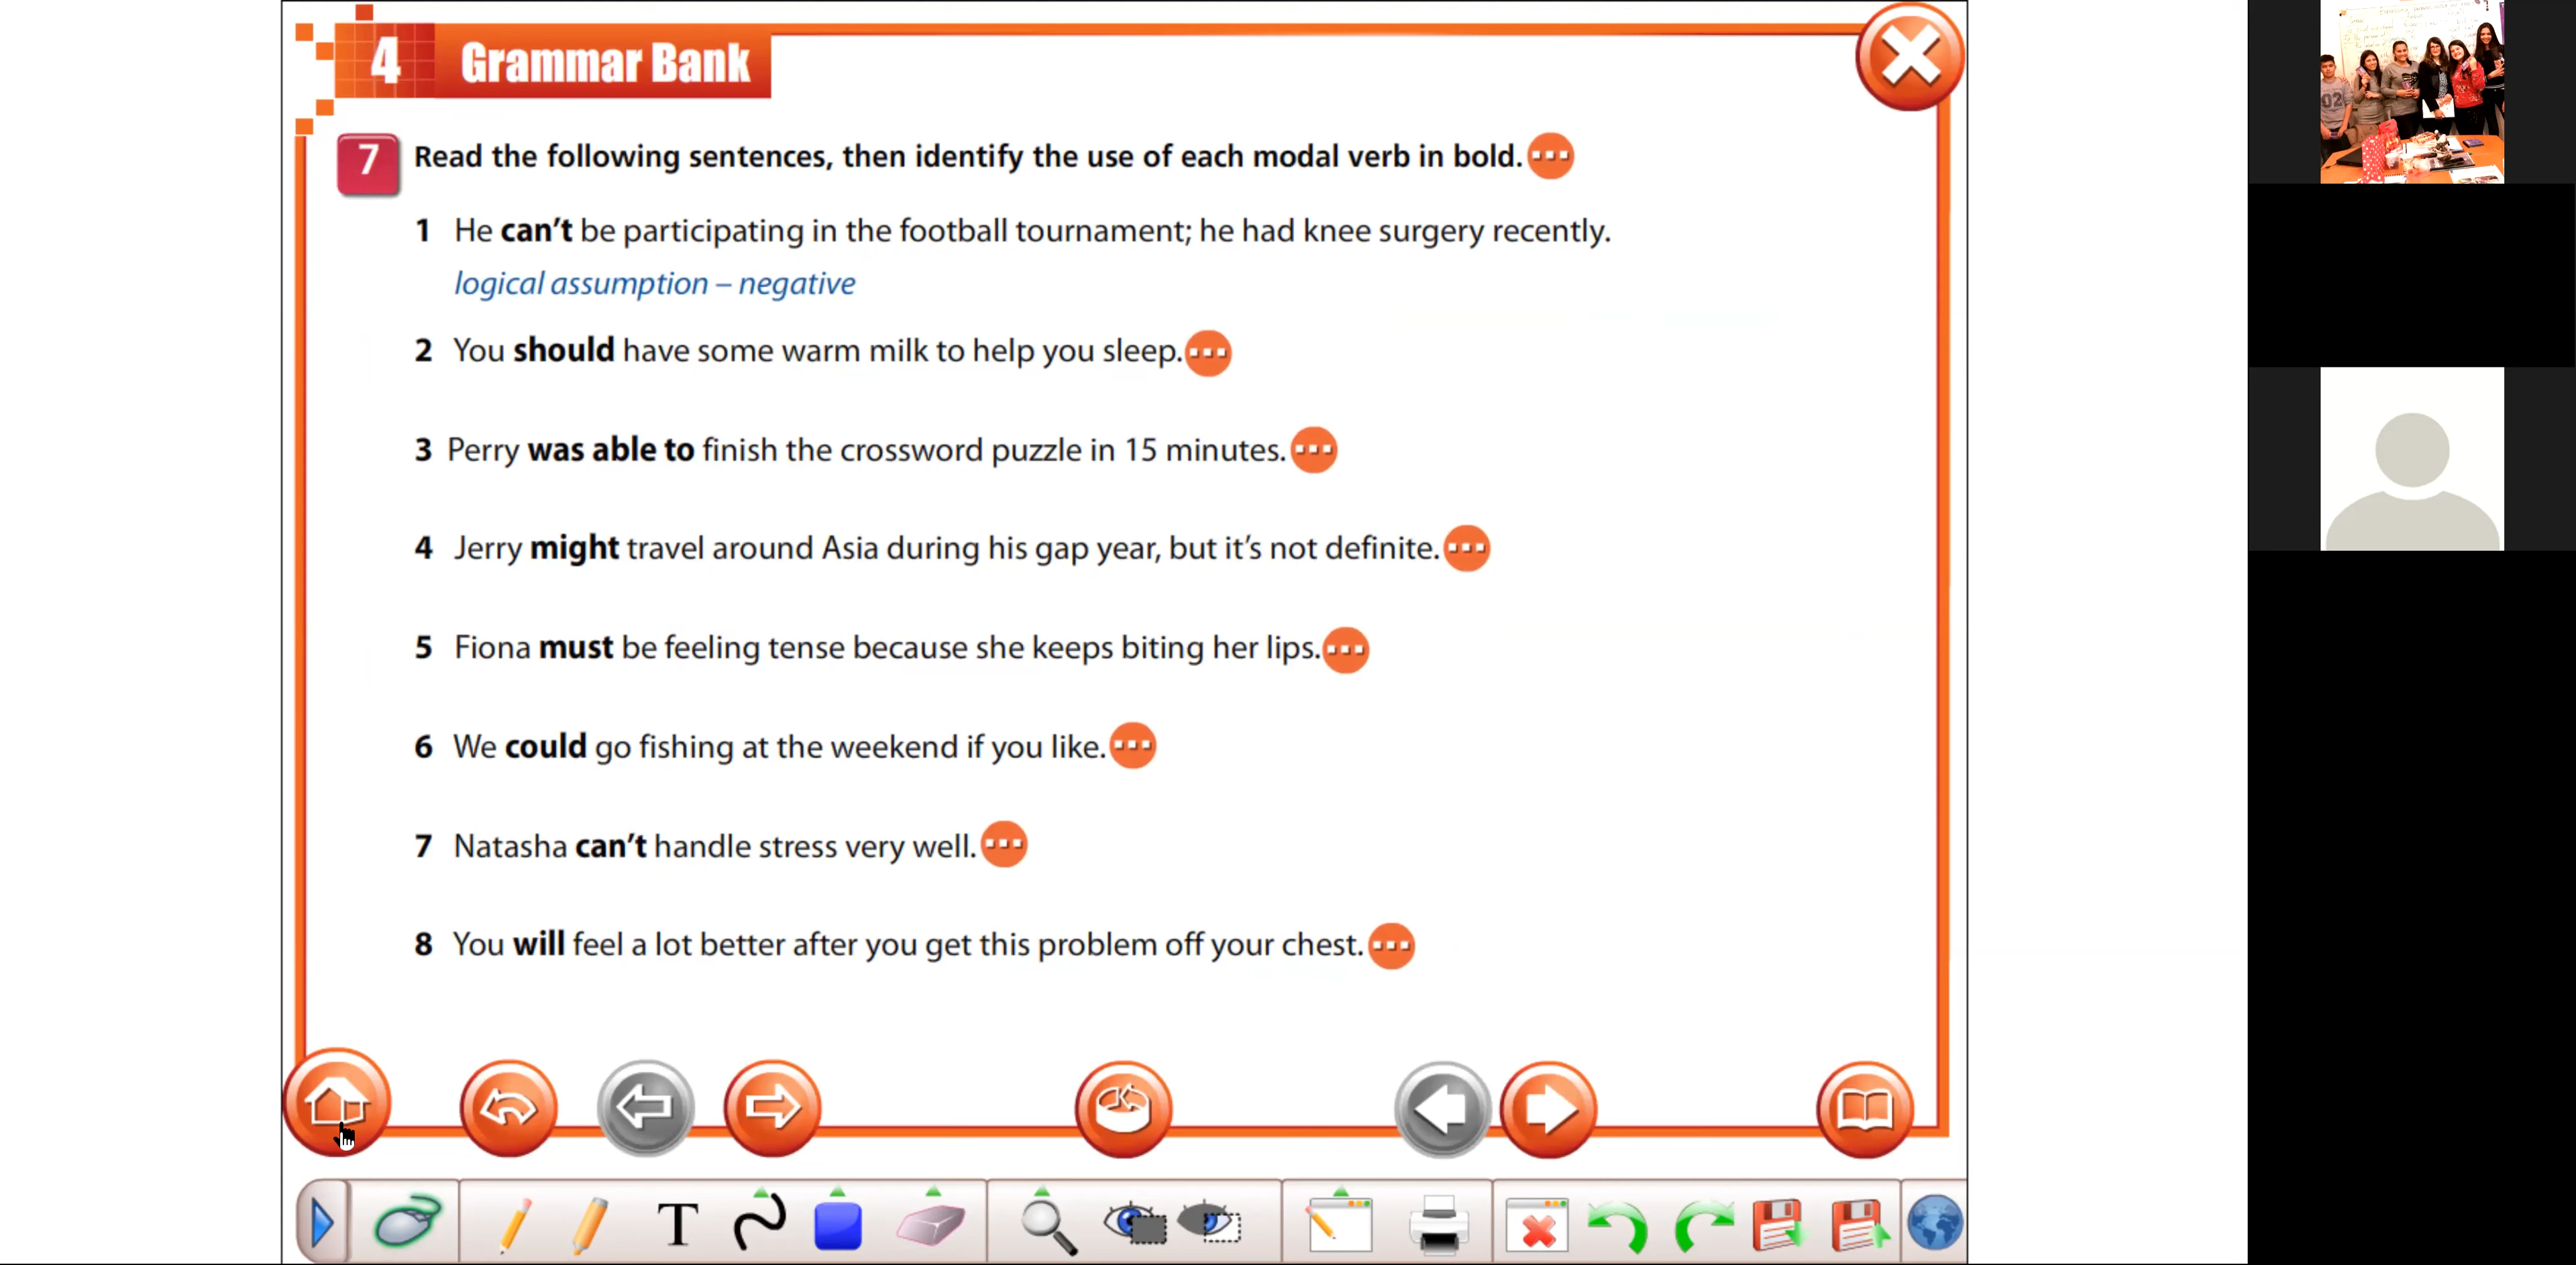 4 Grammar Bank
7 Read the following sentences, then identify the use of each modal verb in bold.
1 He can't be participating in the football tournament; he had knee surgery recently.
logical assumption – negative
2 You should have some warm milk to help you sleep.
3 Perry was able to finish the crossword puzzle in 15 minutes.
4 Jerry might travel around Asia during his gap year, but it's not definite.
5 Fiona must be feeling tense because she keeps biting her lips.
6 We could go fishing at the weekend if you like.
7 Natasha can't handle stress very well.
8 You will feel a lot better after you get this problem off your chest.
T